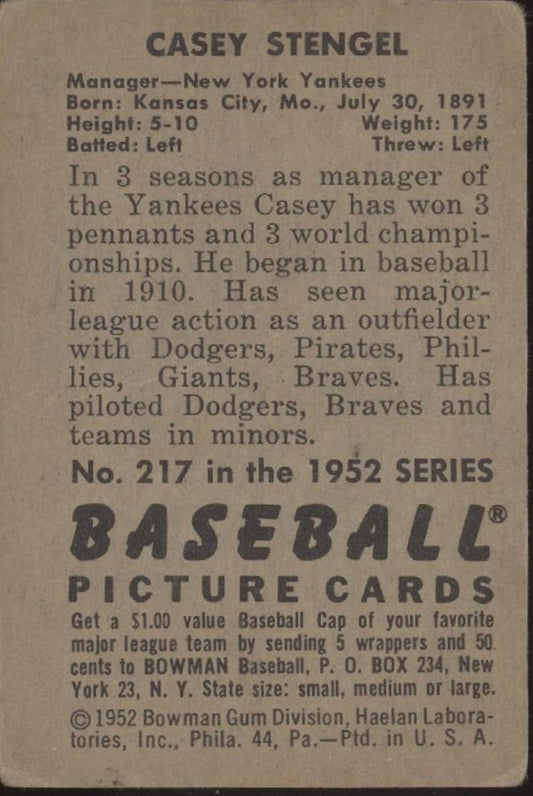 CASEY STENGEL
Manager—New York Yankees
Born: Kansas City, Mo., July 30, 1891
Height: 5-10 Weight: 175
Batted: Left Threw: Left
In 3 seasons as manager of
the Yankees Casey has won 3
pennants and 3 world champi-
onships. He began in baseball
in 1910. Has seen major-
league action as an outfielder
with Dodgers, Pirates, Phil-
lies, Giants, Braves. Has
piloted Dodgers, Braves and
teams in minors.
No. 217 in the 1952 SERIES
BASEBALL®
PICTURE CARDS
Get a $1.00 value Baseball Cap of your favorite
major league team by sending 5 wrappers and 50
cents to BOWMAN Baseball, P. O. BOX 234, New
York 23, N. Y. State size: small, medium or large.
© 1952 Bowman Gum Division, Haelan Labora-
tories, Inc., Phila. 44, Pa.—Ptd. in U. S. A.